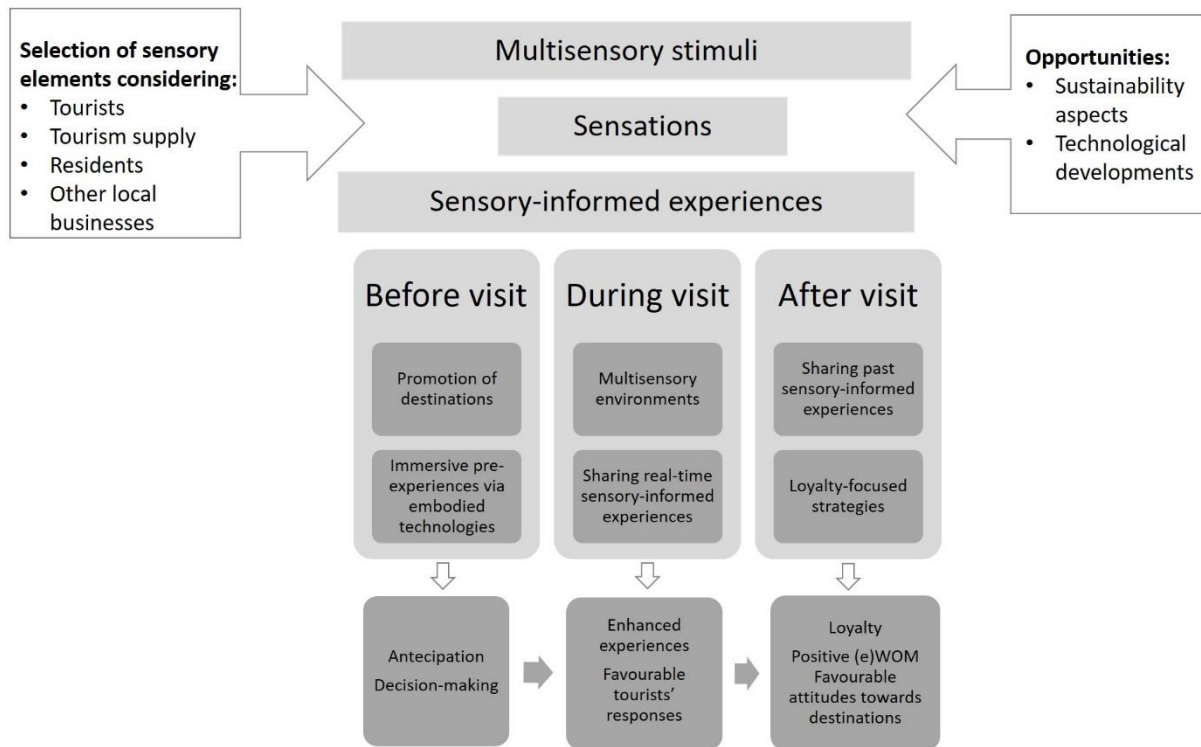 Selection of sensory
elements considering:
• Tourists
• Tourism supply
• Residents
• Other local
businesses
Multisensory stimuli
Sensations
Sensory-informed experiences
Opportunities:
• Sustainability
aspects
• Technological
developments
Before visit
Promotion of
destinations
Immersive pre-
experiences via
embodied
technologies
During visit
Multisensory
environments
Sharing real-time
sensory-informed
experiences
After visit
Sharing past
sensory-informed
experiences
Loyalty-focused
strategies
Antecipation
Decision-making
Enhanced
experiences
Favourable
tourists'
responses
Loyalty
Positive (e)WOM
Favourable
attitudes towards
destinations